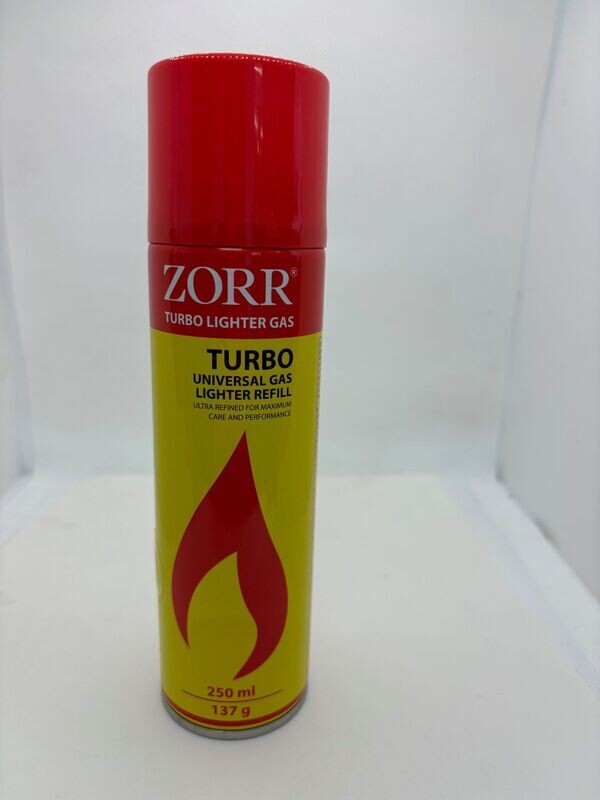 ZORR®
TURBO LIGHTER GAS
TURBO
UNIVERSAL GAS
LIGHTER REFILL
ULTRA REFINED FOR MAXIMUM
CARE AND PERFORMANCE
250 ml
137 g